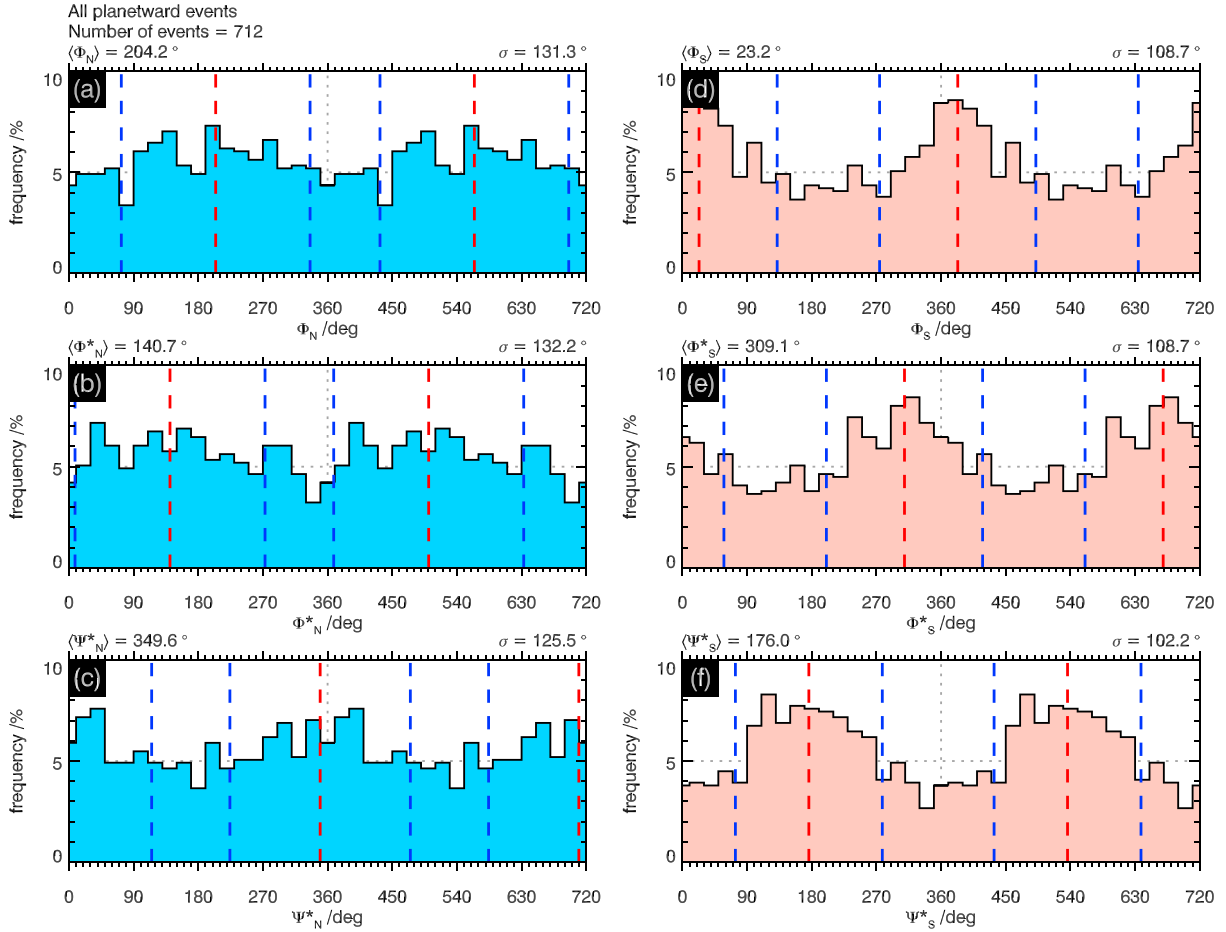 All planetward events
Number of events = 712
⟨Φ_N⟩ = 204.2 ° σ = 131.3 °
(a)
10
5
0
frequency /%
0 90 180 270 360 450 540 630 720
Φ_N /deg
⟨Φ_S⟩ = 23.2 ° σ = 108.7 °
(d)
10
5
0
frequency /%
0 90 180 270 360 450 540 630 720
Φ_S /deg
⟨Φ*_N⟩ = 140.7 ° σ = 132.2 °
(b)
10
5
0
frequency /%
0 90 180 270 360 450 540 630 720
Φ*_N /deg
⟨Φ*_S⟩ = 309.1 ° σ = 108.7 °
(e)
10
5
0
frequency /%
0 90 180 270 360 450 540 630 720
Φ*_S /deg
⟨Ψ*_N⟩ = 349.6 ° σ = 125.5 °
(c)
10
5
0
frequency /%
0 90 180 270 360 450 540 630 720
Ψ*_N /deg
⟨Ψ*_S⟩ = 176.0 ° σ = 102.2 °
(f)
10
5
0
frequency /%
0 90 180 270 360 450 540 630 720
Ψ*_S /deg